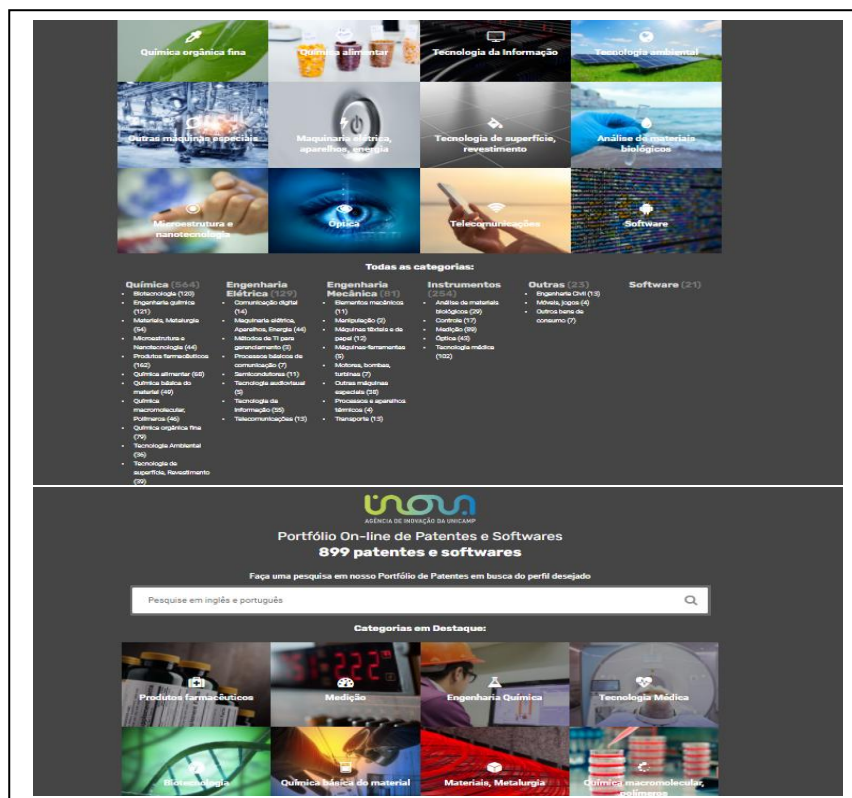 Química orgânica fina
Química alimentar
Tecnologia da Informação
Tecnologia ambiental
Outras máquinas especiais
Maquinaria elétrica,
aparelhos, energia
Tecnologia de superfície,
revestimento
Análise de materiais
biológicos
Microestrutura e
nanotecnologia
Óptica
Telecomunicações
Software
Todas as categorias:
Química (564)
• Biotecnologia (120)
• Engenharia química
(121)
• Materiais, Metalurgia
(54)
• Microestrutura e
Nanotecnologia (44)
• Produtos farmacêuticos
(162)
• Química alimentar (68)
• Química básica do
material (49)
• Química
macromolecular,
Polímeros (46)
• Química orgânica fina
(79)
• Tecnologia Ambiental
(36)
• Tecnologia de
superfície, Revestimento
(39)
Engenharia
Elétrica (129)
• Comunicação digital
(14)
• Maquinaria elétrica,
Aparelhos, Energia (44)
• Métodos de TI para
gerenciamento (3)
• Processos básicos de
comunicação (7)
• Semicondutores (11)
• Tecnologia audiovisual
(5)
• Tecnologia da
Informação (55)
• Telecomunicações (13)
Engenharia
Mecânica (81)
• Elementos mecânicos
(11)
• Manipulação (2)
• Máquinas têxteis e de
papel (12)
• Máquinas-ferramentas
(5)
• Motores, bombas,
turbinas (7)
• Outras máquinas
especiais (38)
• Processos e aparelhos
térmicos (4)
• Transporte (13)
Instrumentos
(254)
• Análise de materiais
biológicos (29)
• Controle (17)
• Medição (89)
• Óptica (43)
• Tecnologia médica
(102)
Outras (23)
• Engenharia Civil (13)
• Móveis, jogos (4)
• Outros bens de
consumo (7)
Software (21)
inova
AGÊNCIA DE INOVAÇÃO DA UNICAMP
Portfólio On-line de Patentes e Softwares
899 patentes e softwares
Faça uma pesquisa em nosso Portfólio de Patentes em busca do perfil desejado
Pesquise em inglês e português
Categorias em Destaque:
Produtos farmacêuticos
Medição
Engenharia Química
Tecnologia Médica
Biotecnologia
Química básica do material
Materiais, Metalurgia
Química macromolecular,
polímeros